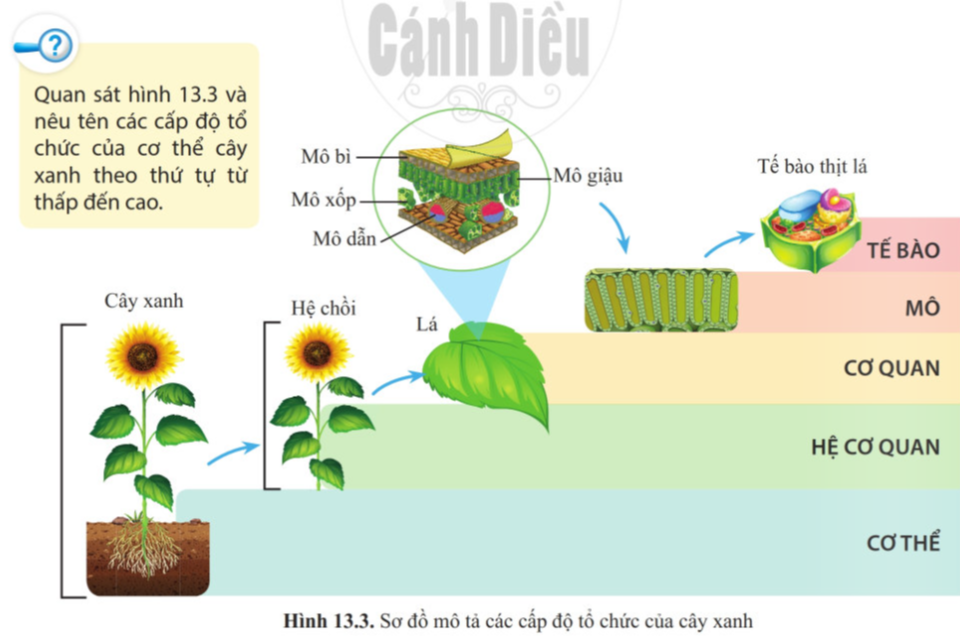 Cánh Diều
?
Quan sát hình 13.3 và
nêu tên các cấp độ tổ
chức của cơ thể cây
xanh theo thứ tự từ
thấp đến cao.
Mô bì
Mô xốp
Mô dẫn
Mô giậu
Tế bào thịt lá
TẾ BÀO
MÔ
CƠ QUAN
HỆ CƠ QUAN
CƠ THỂ
Cây xanh
Hệ chồi
Lá
Hình 13.3. Sơ đồ mô tả các cấp độ tổ chức của cây xanh